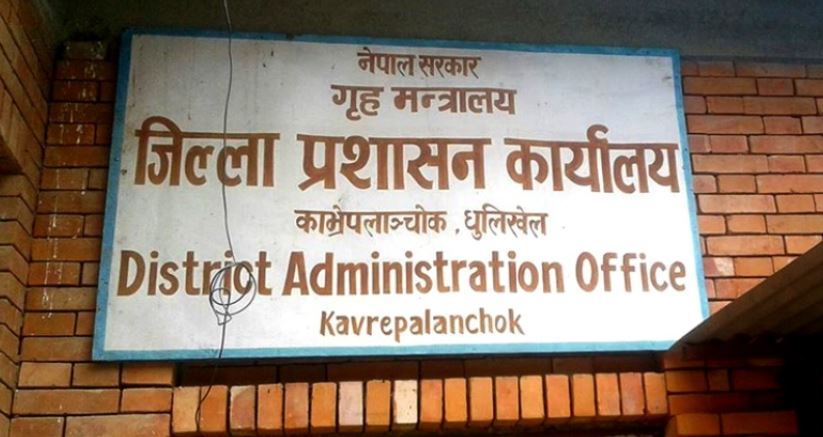 नेपाल सरकार
गृह मन्त्रालय
जिल्ला प्रशासन कार्यालय
काभ्रेपलाञ्चोक , धुलिखेल
District Administration Office
Kavrepalanchok